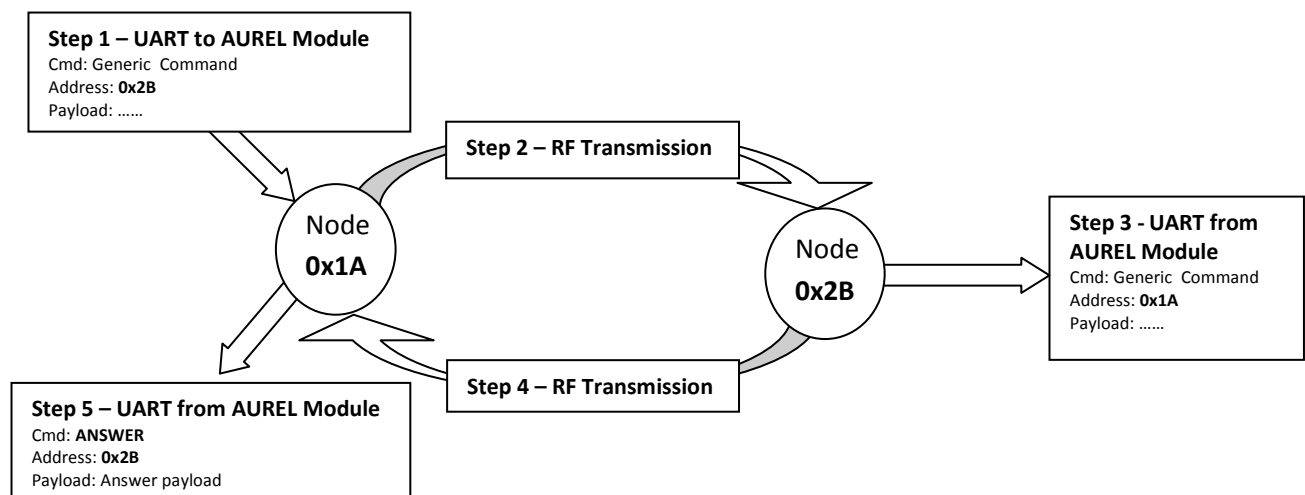 Step 1 – UART to AUREL Module
Cmd: Generic Command
Address: 0x2B
Payload: ......
Step 2 – RF Transmission
Node
0x1A
Node
0x2B
Step 3 - UART from
AUREL Module
Cmd: Generic Command
Address: 0x1A
Payload: ......
Step 4 – RF Transmission
Step 5 – UART from AUREL Module
Cmd: ANSWER
Address: 0x2B
Payload: Answer payload